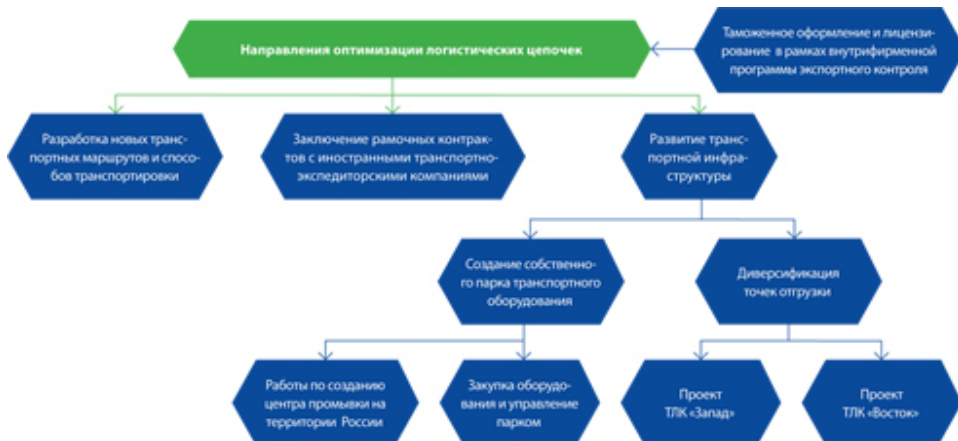 Направления оптимизации логистических цепочек
Таможенное оформление и лицензи-
рование в рамках внутрифирменной
программы экспортного контроля
Разработка новых транс-
портных маршрутов и спосо-
бов транспортировки
Заключение рамочных контрак-
тов с иностранными транспортно-
экспедиторскими компаниями
Развитие тран-
спортной инфра-
структуры
Создание собственно-
го парка транспортного
оборудования
Диверсификация
точек отгрузки
Работы по созданию
центра промывки на
территории России
Закупка оборудо-
вания и управление
парком
Проект
ТЛК «Запад»
Проект
ТЛК «Восток»